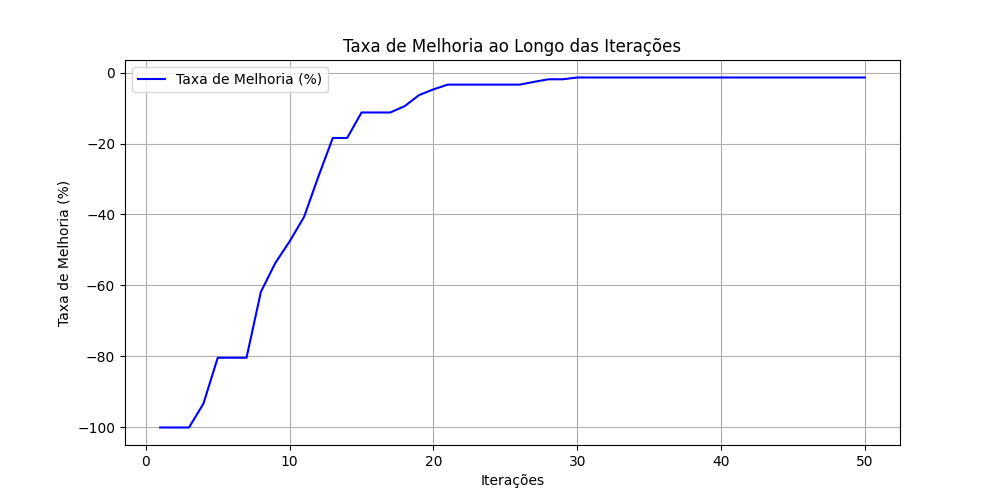 Taxa de Melhoria ao Longo das Iterações
Taxa de Melhoria (%)
Taxa de Melhoria (%)
0
−20
−40
−60
−80
−100
0 10 20 30 40 50
Iterações